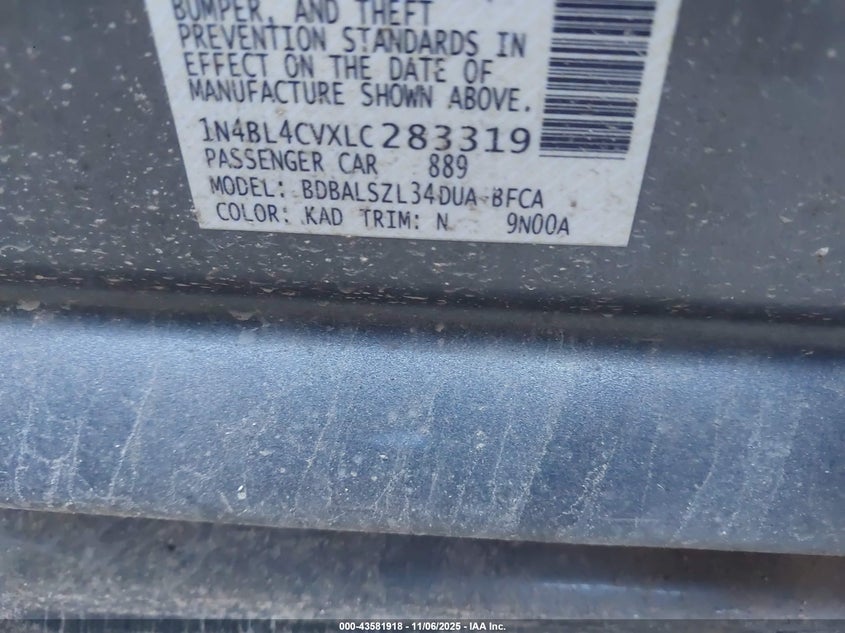 BUMPER, AND THEFT
PREVENTION STANDARDS IN
EFFECT ON THE DATE OF
MANUFACTURE SHOWN ABOVE.
1N4BL4CVXLC283319
PASSENGER CAR 889
MODEL: BDBALSZL34DUA-BFCA
COLOR: KAD TRIM: N 9N00A
000-43581918 - 11/06/2025 - IAA Inc.